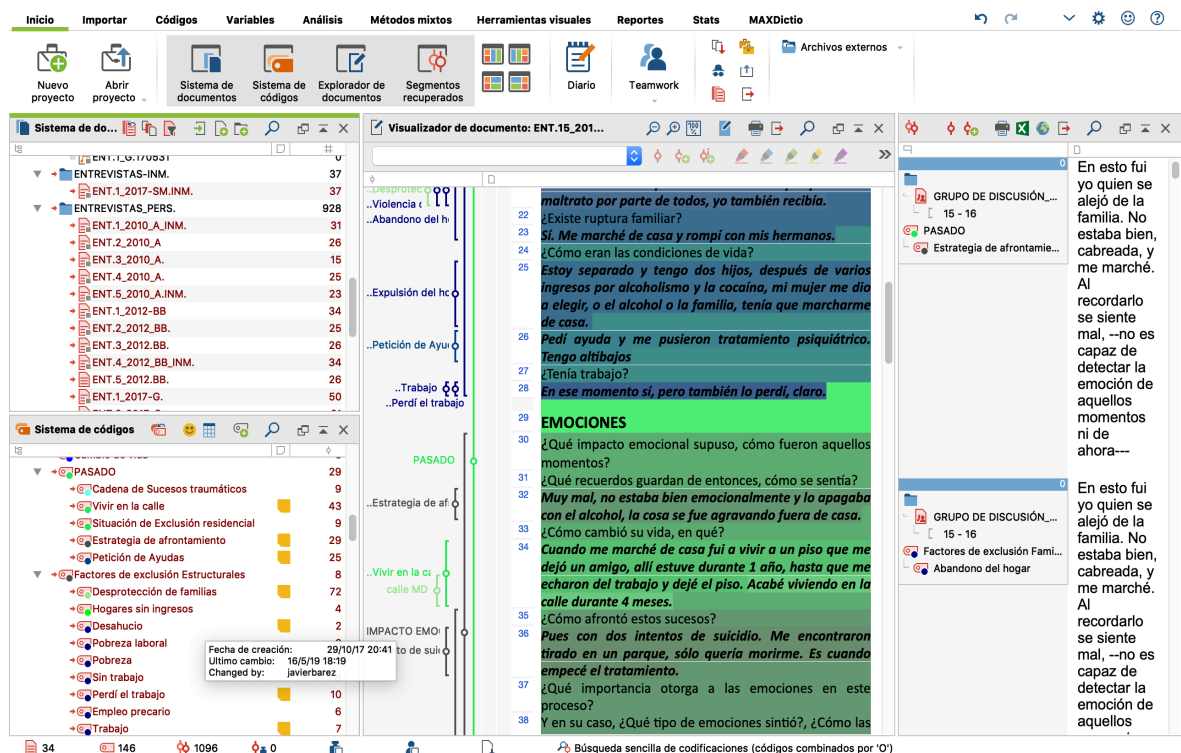 Inicio Importar Códigos Variables Análisis Métodos mixtos Herramientas visuales Reportes Stats MAXDictio
Nuevo proyecto
Abrir proyecto
Sistema de documentos
Sistema de códigos
Explorador de documentos
Segmentos recuperados
Diario
Teamwork
Archivos externos
Sistema de do...
#
ENT.1_G.170531 0
ENTREVISTAS-INM. 37
ENT.1_2017-SM.INM. 37
ENTREVISTAS_PERS. 928
ENT.1_2010_A_INM. 31
ENT.2_2010_A 26
ENT.3_2010_A. 15
ENT.4_2010_A. 25
ENT.5_2010_A.INM. 23
ENT.1_2012-BB 34
ENT.2_2012_BB. 25
ENT.3_2012.BB. 26
ENT.4_2012_BB_INM. 34
ENT.5_2012.BB. 26
ENT.1_2017-G. 50
Sistema de códigos
PASADO 29
Cadena de Sucesos traumáticos 9
Vivir en la calle 43
Situación de Exclusión residencial 9
Estrategia de afrontamiento 29
Petición de Ayudas 25
Factores de exclusión Estructurales 8
Desprotección de familias 72
Hogares sin ingresos 4
Desahucio 2
Pobreza laboral
Pobreza
Sin trabajo
Perdí el trabajo 10
Empleo precario 6
Trabajo 7
Fecha de creación: 29/10/17 20:41
Ultimo cambio: 16/5/19 18:19
Changed by: javierbarez
Visualizador de documento: ENT.15_201...
100%
..Desprotec
..Violencia
..Abandono del h
..Expulsión del ho
..Petición de Ayu
..Trabajo
..Perdí el trabajo
PASADO
..Estrategia de af
..Vivir en la ca
calle MD
IMPACTO EMO
to de suic
maltrato por parte de todos, yo también recibía.
22 ¿Existe ruptura familiar?
23 Sí. Me marché de casa y rompí con mis hermanos.
24 ¿Cómo eran las condiciones de vida?
25 Estoy separado y tengo dos hijos, después de varios
ingresos por alcoholismo y la cocaína, mi mujer me dio
a elegir, o el alcohol o la familia, tenía que marcharme
de casa.
26 Pedí ayuda y me pusieron tratamiento psiquiátrico.
Tengo altibajos
27 ¿Tenía trabajo?
28 En ese momento sí, pero también lo perdí, claro.
29 EMOCIONES
30 ¿Qué impacto emocional supuso, cómo fueron aquellos
momentos?
31 ¿Qué recuerdos guardan de entonces, cómo se sentía?
32 Muy mal, no estaba bien emocionalmente y lo apagaba
con el alcohol, la cosa se fue agravando fuera de casa.
33 ¿Cómo cambió su vida, en qué?
34 Cuando me marché de casa fui a vivir a un piso que me
dejó un amigo, allí estuve durante 1 año, hasta que me
echaron del trabajo y dejé el piso. Acabé viviendo en la
calle durante 4 meses.
35 ¿Cómo afrontó estos sucesos?
36 Pues con dos intentos de suicidio. Me encontraron
tirado en un parque, sólo quería morirme. Es cuando
empecé el tratamiento.
37 ¿Qué importancia otorga a las emociones en este
proceso?
38 Y en su caso, ¿Qué tipo de emociones sintió?, ¿Cómo las
0
GRUPO DE DISCUSIÓN_...
15 - 16
PASADO
Estrategia de afrontamie...
0
GRUPO DE DISCUSIÓN_...
15 - 16
Factores de exclusión Fami...
Abandono del hogar
En esto fui
yo quien se
alejó de la
familia. No
estaba bien,
cabreada, y
me marché.
Al
recordarlo
se siente
mal, --no es
capaz de
detectar la
emoción de
aquellos
momentos
ni de
ahora---
En esto fui
yo quien se
alejó de la
familia. No
estaba bien,
cabreada, y
me marché.
Al
recordarlo
se siente
mal, --no es
capaz de
detectar la
emoción de
aquellos
34 146 1096 0 Búsqueda sencilla de codificaciones (códigos combinados por 'O')